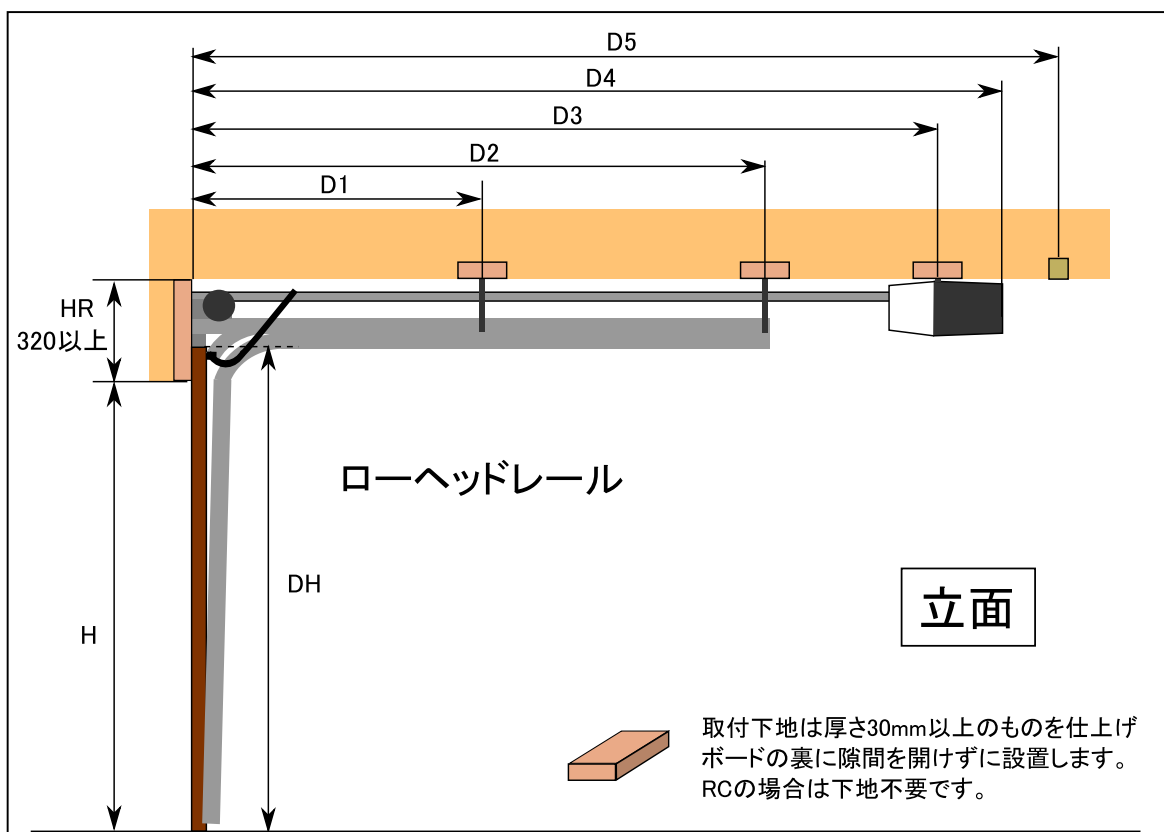 D5
D4
D3
D2
D1
HR
320以上
ローヘッドレール
DH
H
立面
取付下地は厚さ30mm以上のものを仕上げ
ボードの裏に隙間を開けずに設置します。
RCの場合は下地不要です。